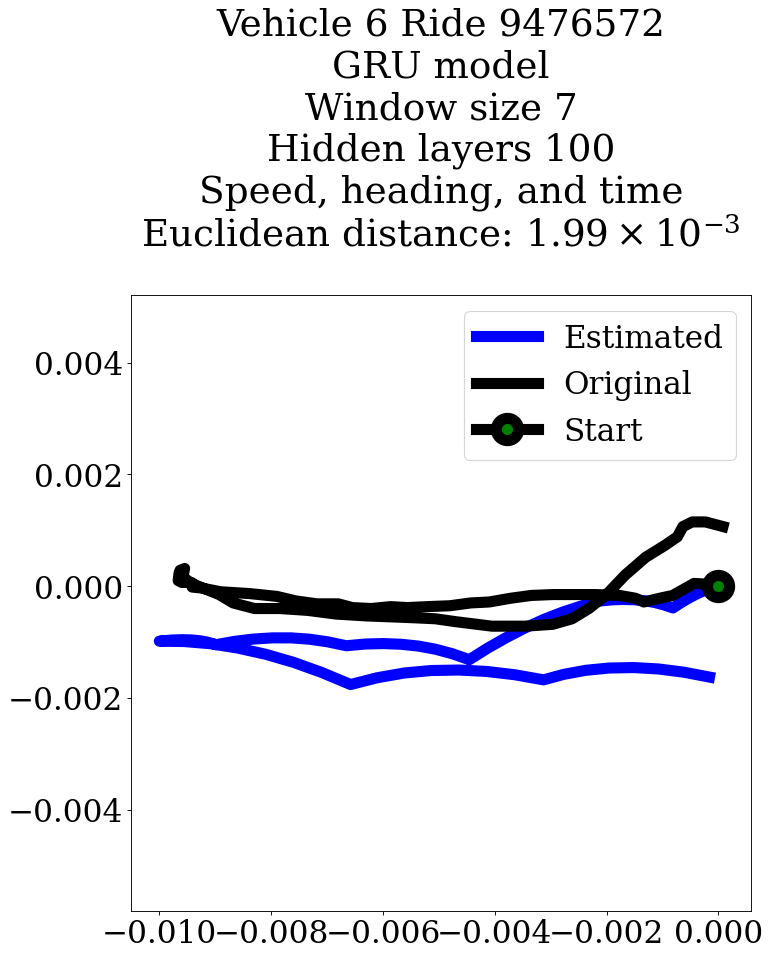 Vehicle 6 Ride 9476572
GRU model
Window size 7
Hidden layers 100
Speed, heading, and time
Euclidean distance: 1.99 × 10⁻³
Estimated
Original
Start
0.004
0.002
0.000
−0.002
−0.004
−0.010 −0.008 −0.006 −0.004 −0.002 0.000